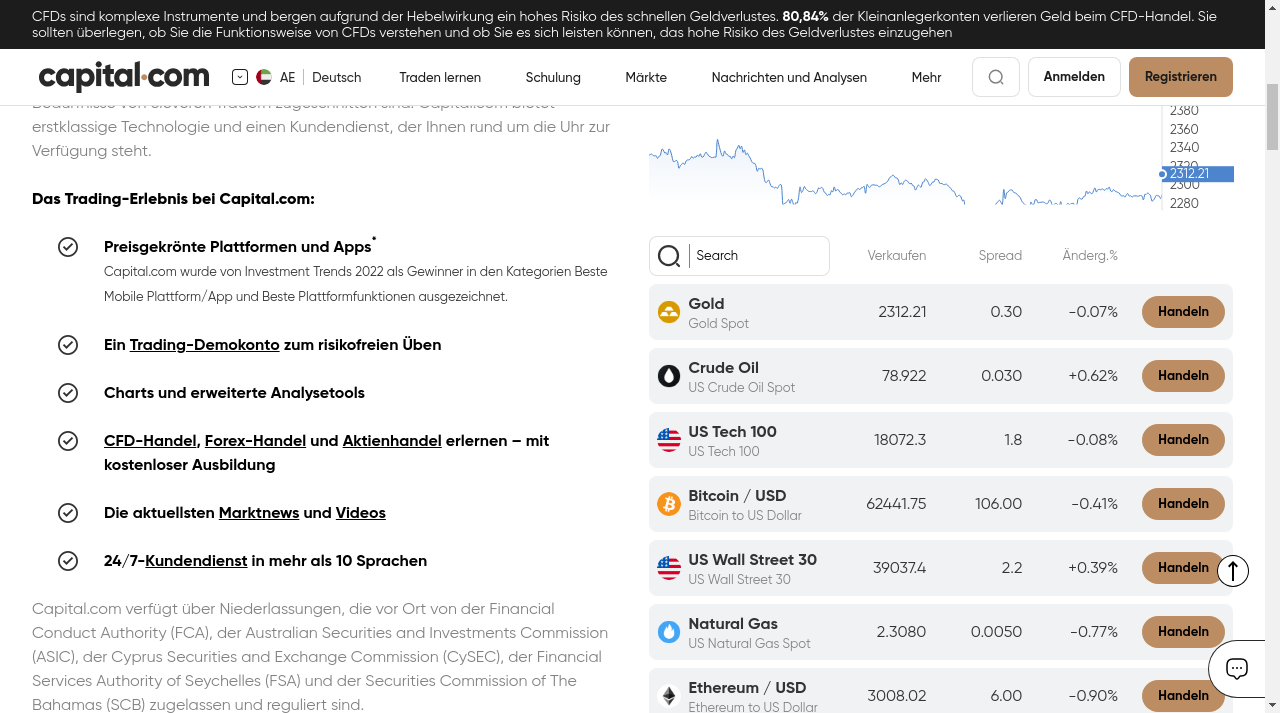 CFDs sind komplexe Instrumente und bergen aufgrund der Hebelwirkung ein hohes Risiko des schnellen Geldverlustes. 80,84% der Kleinanlegerkonten verlieren Geld beim CFD-Handel. Sie
sollten überlegen, ob Sie die Funktionsweise von CFDs verstehen und ob Sie es sich leisten können, das hohe Risiko des Geldverlustes einzugehen
capital.com AE Deutsch Traden lernen Schulung Märkte Nachrichten und Analysen Mehr Anmelden Registrieren
erstklassige Technologie und einen Kundendienst, der Ihnen rund um die Uhr zur
Verfügung steht.
Das Trading-Erlebnis bei Capital.com:
Preisgekrönte Plattformen und Apps*
Capital.com wurde von Investment Trends 2022 als Gewinner in den Kategorien Beste
Mobile Plattform/App und Beste Plattformfunktionen ausgezeichnet.
Ein Trading-Demokonto zum risikofreien Üben
Charts und erweiterte Analysetools
CFD-Handel, Forex-Handel und Aktienhandel erlernen – mit
kostenloser Ausbildung
Die aktuellsten Marktnews und Videos
24/7-Kundendienst in mehr als 10 Sprachen
Capital.com verfügt über Niederlassungen, die vor Ort von der Financial
Conduct Authority (FCA), der Australian Securities and Investments Commission
(ASIC), der Cyprus Securities and Exchange Commission (CySEC), der Financial
Services Authority of Seychelles (FSA) und der Securities Commission of The
Bahamas (SCB) zugelassen und reguliert sind.
2380
2360
2340
2320
2312.21
2300
2280
Search Verkaufen Spread Änderg.%
Gold
Gold Spot
2312.21 0.30 -0.07% Handeln
Crude Oil
US Crude Oil Spot
78.922 0.030 +0.62% Handeln
US Tech 100
US Tech 100
18072.3 1.8 -0.08% Handeln
Bitcoin / USD
Bitcoin to US Dollar
62441.75 106.00 -0.41% Handeln
US Wall Street 30
US Wall Street 30
39037.4 2.2 +0.39% Handeln
Natural Gas
US Natural Gas Spot
2.3080 0.0050 -0.77% Handeln
Ethereum / USD
Ethereum to US Dollar
3008.02 6.00 -0.90% Handeln